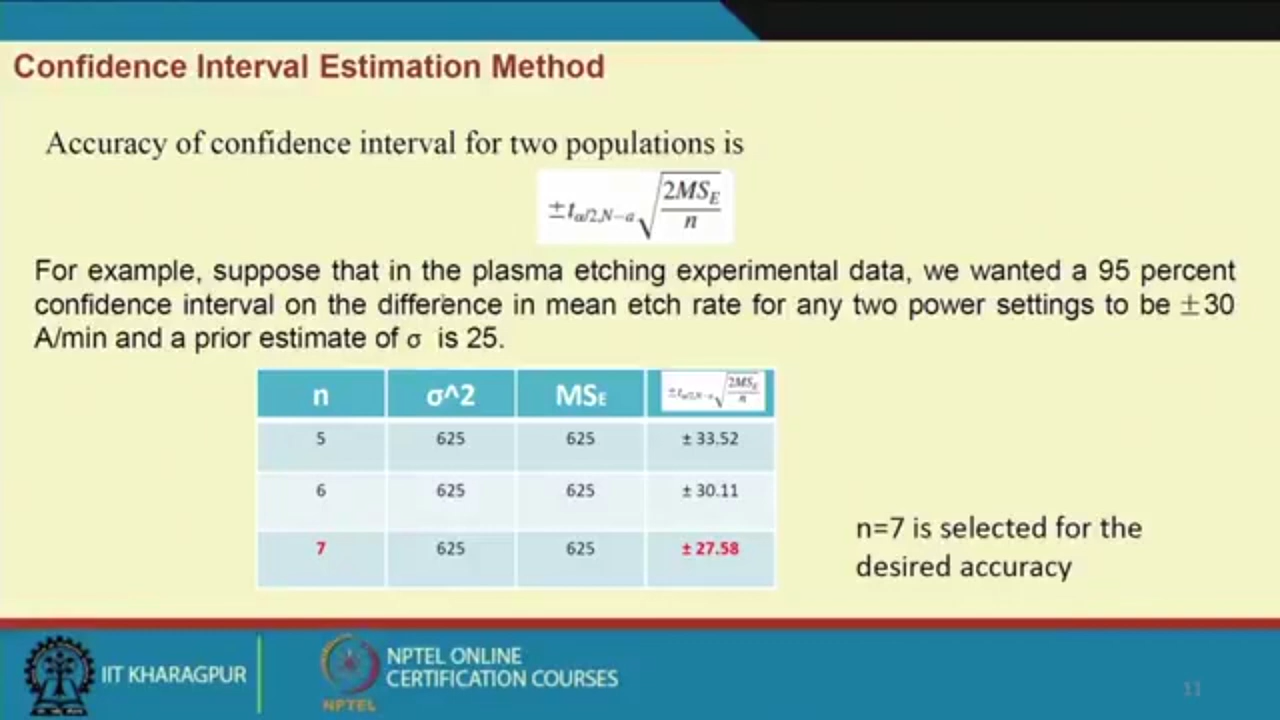 Confidence Interval Estimation Method
Accuracy of confidence interval for two populations is
±t_{α/2,N−a} √(2MS_E / n)
For example, suppose that in the plasma etching experimental data, we wanted a 95 percent
confidence interval on the difference in mean etch rate for any two power settings to be ±30
A/min and a prior estimate of σ is 25.
n σ^2 MSE ±t_{α/2,N−a} √(2MS_E / n)
5 625 625 ± 33.52
6 625 625 ± 30.11
7 625 625 ± 27.58
n=7 is selected for the
desired accuracy
IIT KHARAGPUR
NPTEL
NPTEL ONLINE
CERTIFICATION COURSES
11